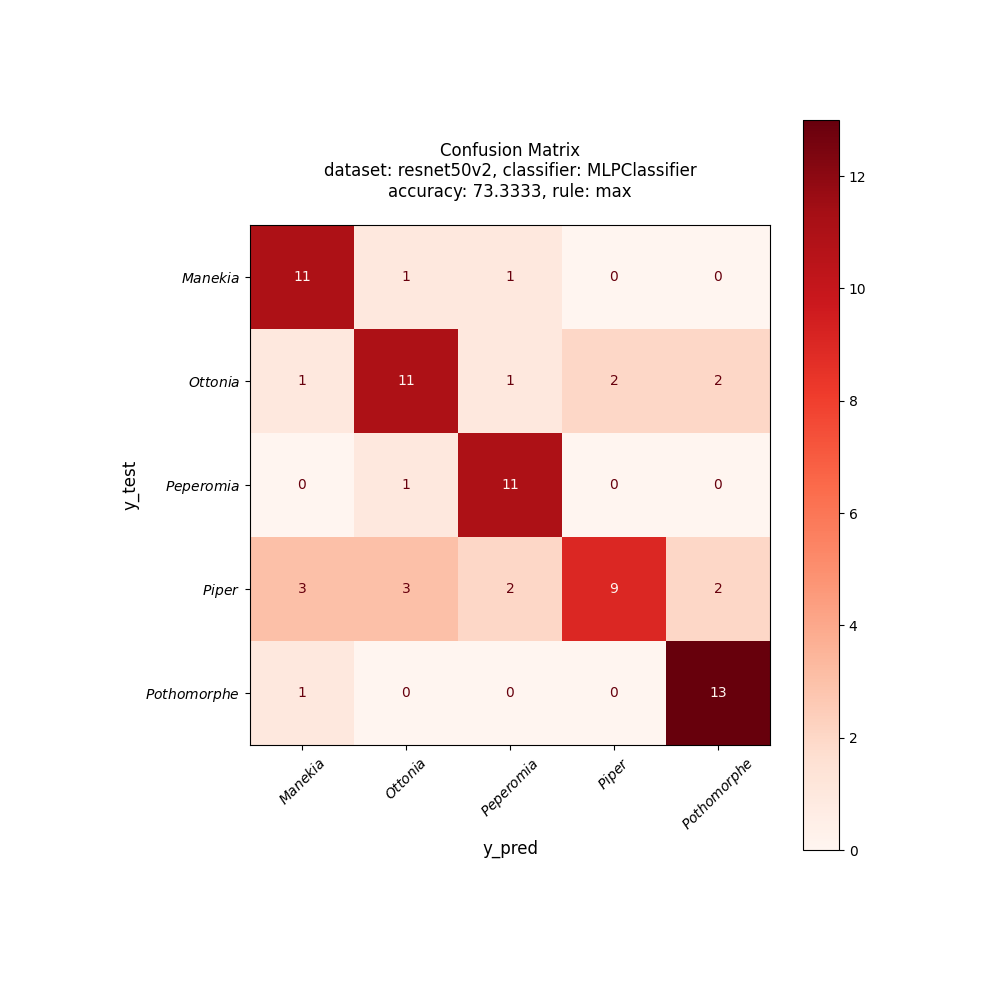 Confusion Matrix
dataset: resnet50v2, classifier: MLPClassifier
accuracy: 73.3333, rule: max
y_test
Manekia 11 1 1 0 0
Ottonia 1 11 1 2 2
Peperomia 0 1 11 0 0
Piper 3 3 2 9 2
Pothomorphe 1 0 0 0 13
Manekia Ottonia Peperomia Piper Pothomorphe
y_pred
12
10
8
6
4
2
0